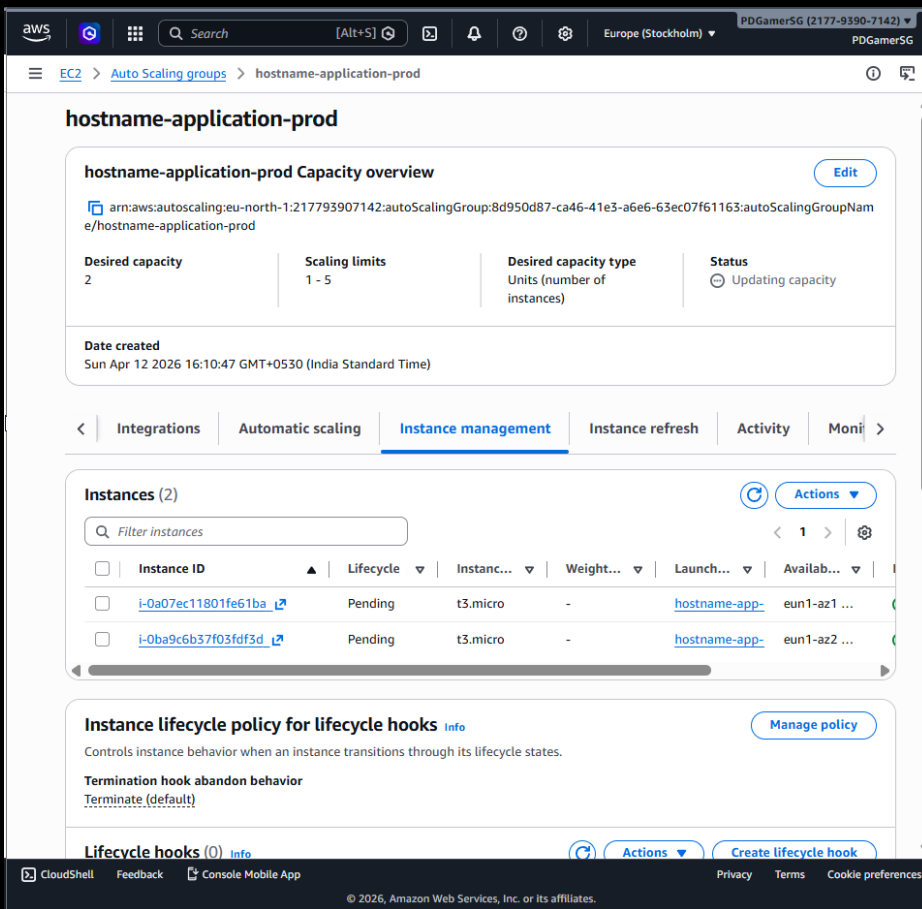 aws
Search [Alt+S]
Europe (Stockholm) ▼
PDGamerSG (2177-9390-7142) ▼
PDGamerSG
EC2 > Auto Scaling groups > hostname-application-prod
hostname-application-prod
hostname-application-prod Capacity overview
Edit
arn:aws:autoscaling:eu-north-1:217793907142:autoScalingGroup:8d950d87-ca46-41e3-a6e6-63ec07f61163:autoScalingGroupNam
e/hostname-application-prod
Desired capacity Scaling limits Desired capacity type Status
2 1 - 5 Units (number of Updating capacity
instances)
Date created
Sun Apr 12 2026 16:10:47 GMT+0530 (India Standard Time)
Integrations Automatic scaling Instance management Instance refresh Activity Moni
Instances (2)
Actions ▼
Filter instances
1
Instance ID Lifecycle Instanc... Weight... Launch... Availab...
i-0a07ec11801fe61ba Pending t3.micro - hostname-app- eun1-az1 ...
i-0ba9c6b37f03fdf3d Pending t3.micro - hostname-app- eun1-az2 ...
Instance lifecycle policy for lifecycle hooks Info
Manage policy
Controls instance behavior when an instance transitions through its lifecycle states.
Termination hook abandon behavior
Terminate (default)
Lifecycle hooks (0) Info
Actions ▼ Create lifecycle hook
CloudShell Feedback Console Mobile App Privacy Terms Cookie preferences
© 2026, Amazon Web Services, Inc. or its affiliates.